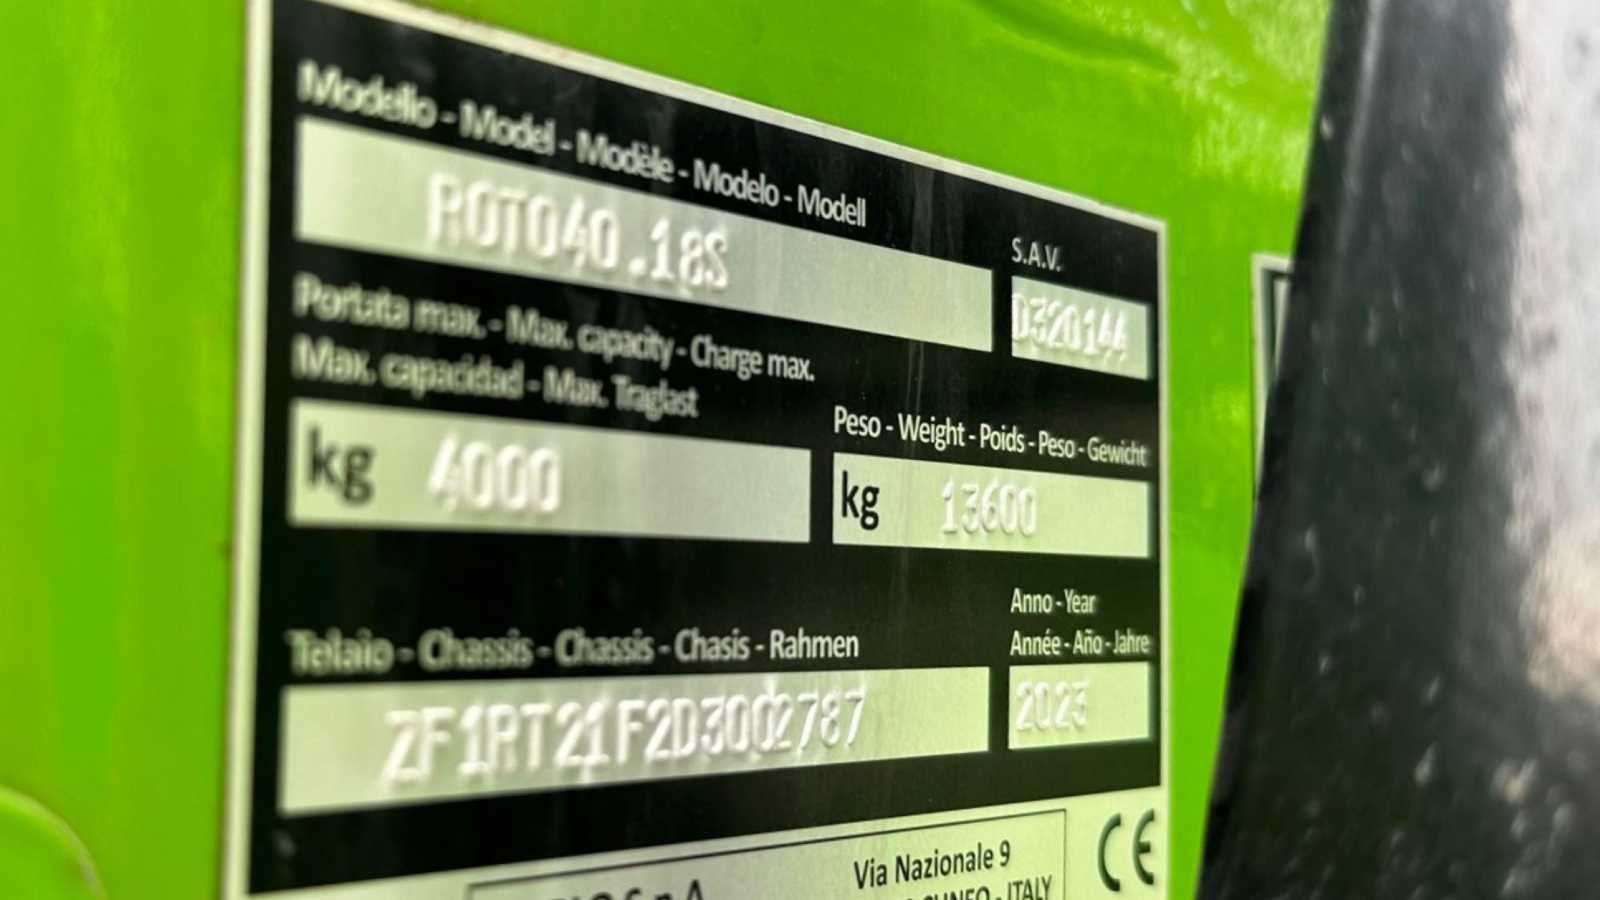 Modello - Model - Modèle - Modelo - Modell
ROTO40.18S
S.A.V.
D320144
Portata max. - Max. capacity - Charge max.
Max. capacidad - Max. Traglast
kg 4000
Peso - Weight - Poids - Peso - Gewicht
kg 13600
Telaio - Chassis - Chassis - Chasis - Rahmen
ZF1RT21F2D3002787
Anno - Year
Année - Año - Jahre
2023
Via Nazionale 9
CUNEO - ITALY
CE